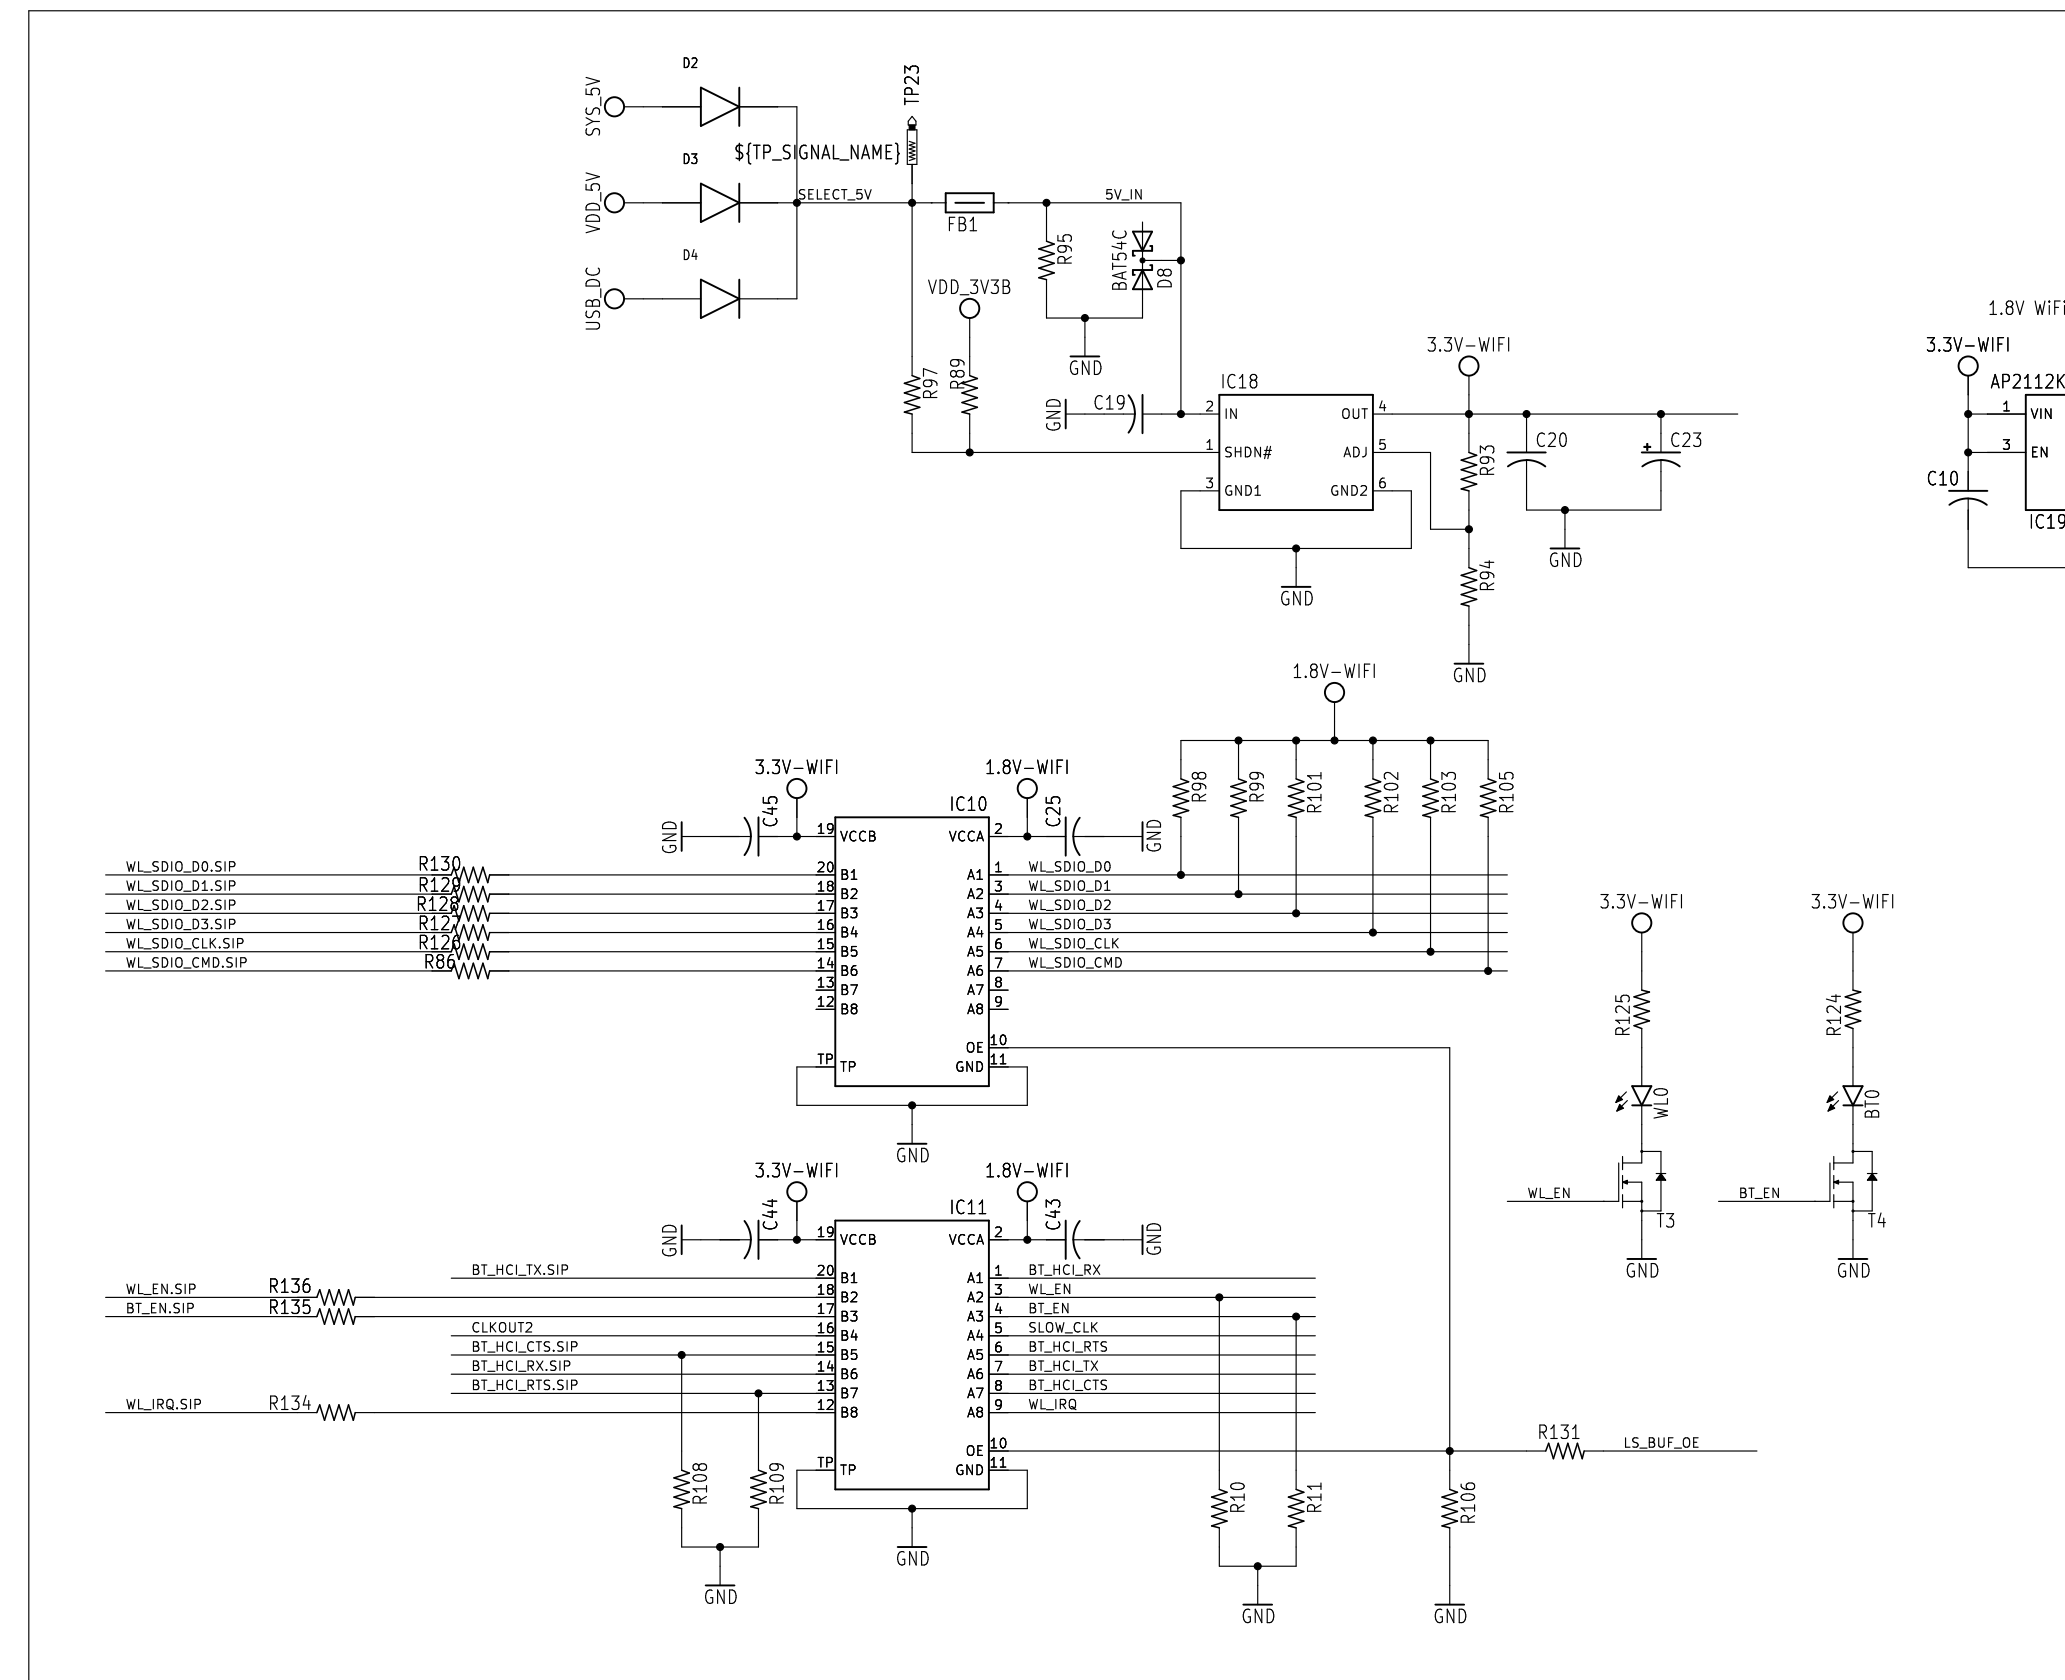 D2
SYS_5V
TP23
D3
${TP_SIGNAL_NAME}
VDD_5V
SELECT_5V
FB1
5V_IN
D4
USB_DC
R95
BAT54C
D8
VDD_3V3B
GND
R97
R89
GND
C19
IC18
2 IN
1 SHDN#
3 GND1
OUT 4
ADJ 5
GND2 6
GND
3.3V-WIFI
R93
C20
C23
GND
R94
GND
1.8V WiFi
3.3V-WIFI
AP2112K
1 VIN
3 EN
C10
IC19
1.8V-WIFI
R98
R99
R101
R102
R103
R105
3.3V-WIFI
1.8V-WIFI
GND
C45
IC10
C25
GND
19 VCCB
VCCA 2
WL_SDIO_D0.SIP R130 20 B1 A1 1 WL_SDIO_D0
WL_SDIO_D1.SIP R129 18 B2 A2 3 WL_SDIO_D1
WL_SDIO_D2.SIP R128 17 B3 A3 4 WL_SDIO_D2
WL_SDIO_D3.SIP R127 16 B4 A4 5 WL_SDIO_D3
WL_SDIO_CLK.SIP R126 15 B5 A5 6 WL_SDIO_CLK
WL_SDIO_CMD.SIP R86 14 B6 A6 7 WL_SDIO_CMD
13 B7 A7 8
12 B8 A8 9
OE 10
TP TP GND 11
GND
3.3V-WIFI
R125
WL0
WL_EN
T3
GND
3.3V-WIFI
R124
BT0
BT_EN
T4
GND
3.3V-WIFI
1.8V-WIFI
GND
C44
IC11
C43
GND
19 VCCB
VCCA 2
BT_HCI_TX.SIP 20 B1 A1 1 BT_HCI_RX
WL_EN.SIP R136 18 B2 A2 3 WL_EN
BT_EN.SIP R135 17 B3 A3 4 BT_EN
CLKOUT2 16 B4 A4 5 SLOW_CLK
BT_HCI_CTS.SIP 15 B5 A5 6 BT_HCI_RTS
BT_HCI_RX.SIP 14 B6 A6 7 BT_HCI_TX
BT_HCI_RTS.SIP 13 B7 A7 8 BT_HCI_CTS
WL_IRQ.SIP R134 12 B8 A8 9 WL_IRQ
OE 10
TP TP GND 11
R131
LS_BUF_OE
R108
R109
R10
R11
R106
GND
GND
GND
GND